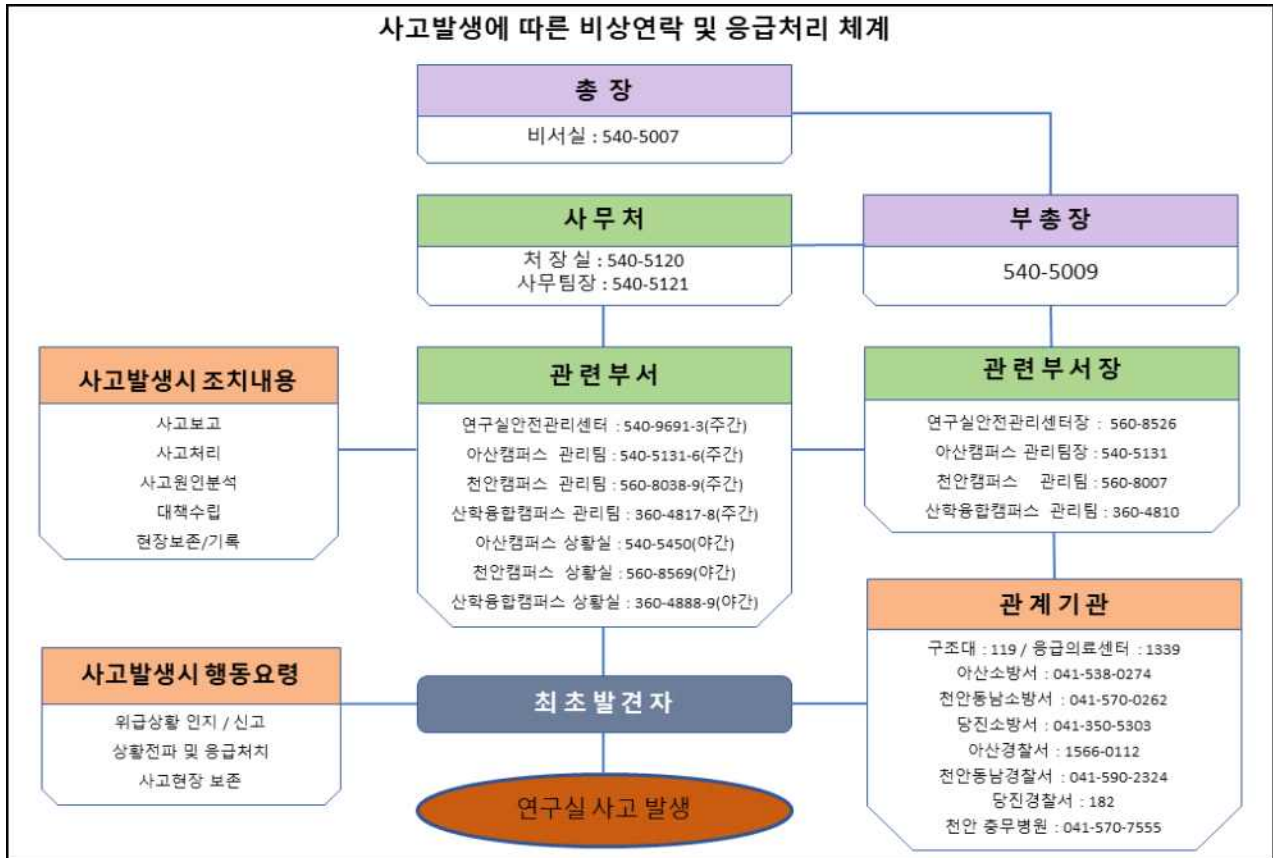 사고발생에 따른 비상연락 및 응급처리 체계
총 장
비서실 : 540-5007
사 무 처
처 장 실 : 540-5120
사무팀장 : 540-5121
부 총 장
540-5009
사고발생시 조치내용
사고보고
사고처리
사고원인분석
대책수립
현장보존/기록
관 련 부 서
연구실안전관리센터 : 540-9691-3(주간)
아산캠퍼스 관리팀 : 540-5131-6(주간)
천안캠퍼스 관리팀 : 560-8038-9(주간)
산학융합캠퍼스 관리팀 : 360-4817-8(주간)
아산캠퍼스 상황실 : 540-5450(야간)
천안캠퍼스 상황실 : 560-8569(야간)
산학융합캠퍼스 상황실 : 360-4888-9(야간)
관 련 부 서 장
연구실안전관리센터장 : 560-8526
아산캠퍼스 관리팀장 : 540-5131
천안캠퍼스 관리팀 : 560-8007
산학융합캠퍼스 관리팀 : 360-4810
사고발생시 행동요령
위급상황 인지 / 신고
상황전파 및 응급처치
사고현장 보존
최 초 발 견 자
연구실 사고 발생
관 계 기 관
구조대 : 119 / 응급의료센터 : 1339
아산소방서 : 041-538-0274
천안동남소방서 : 041-570-0262
당진소방서 : 041-350-5303
아산경찰서 : 1566-0112
천안동남경찰서 : 041-590-2324
당진경찰서 : 182
천안 충무병원 : 041-570-7555